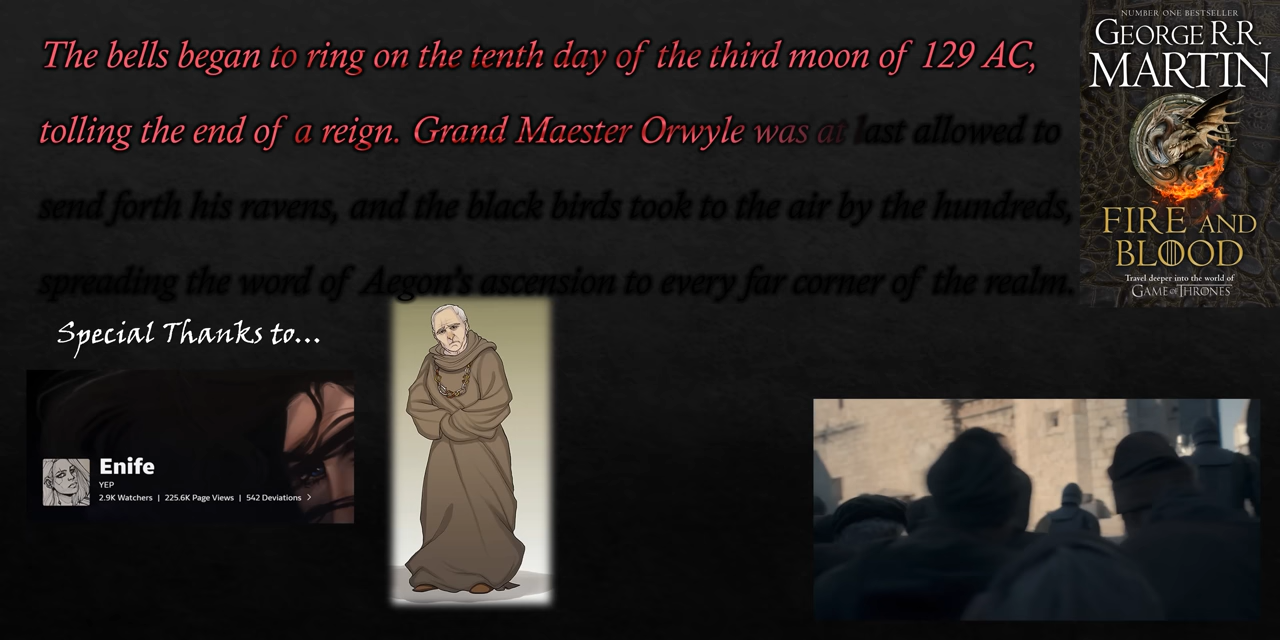 The bells began to ring on the tenth day of the third moon of 129 AC,
tolling the end of a reign. Grand Maester Orwyle was at last allowed to
send forth his ravens, and the black birds took to the air by the hundreds,
spreading the word of Aegon's ascension to every far corner of the realm.
NUMBER ONE BESTSELLER
GEORGE R.R.
MARTIN
FIRE AND
BLOOD
Travel deeper into the world of
GAME OF THRONES
Special Thanks to...
Enife
YEP
2.9K Watchers | 225.6K Page Views | 542 Deviations >